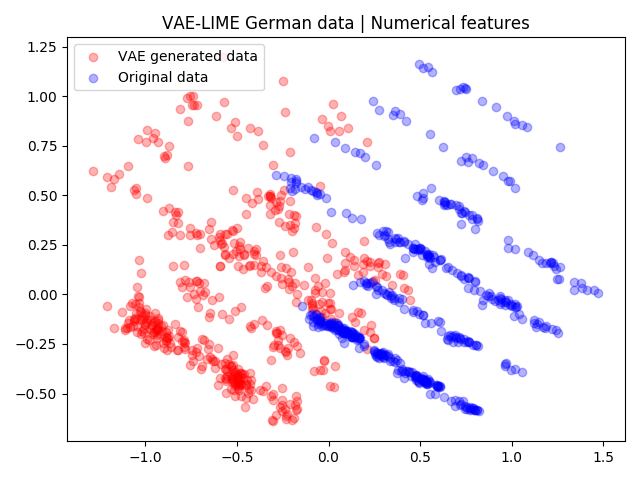 VAE-LIME German data | Numerical features
VAE generated data
Original data
1.25
1.00
0.75
0.50
0.25
0.00
−0.25
−0.50
−1.0 −0.5 0.0 0.5 1.0 1.5